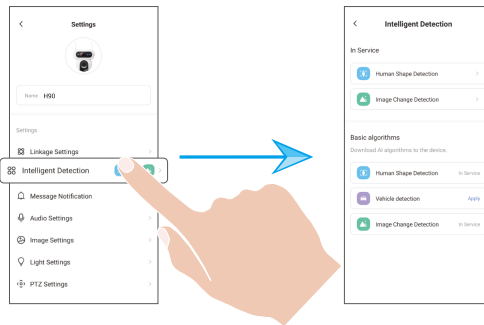 Settings
Name H90
Settings
Linkage Settings
Intelligent Detection
Message Notification
Audio Settings
Image Settings
Light Settings
PTZ Settings
Intelligent Detection
In Service
Human Shape Detection
Image Change Detection
Basic algorithms
Download AI algorithms to the device.
Human Shape Detection In Service
Vehicle detection Apply
Image Change Detection In Service